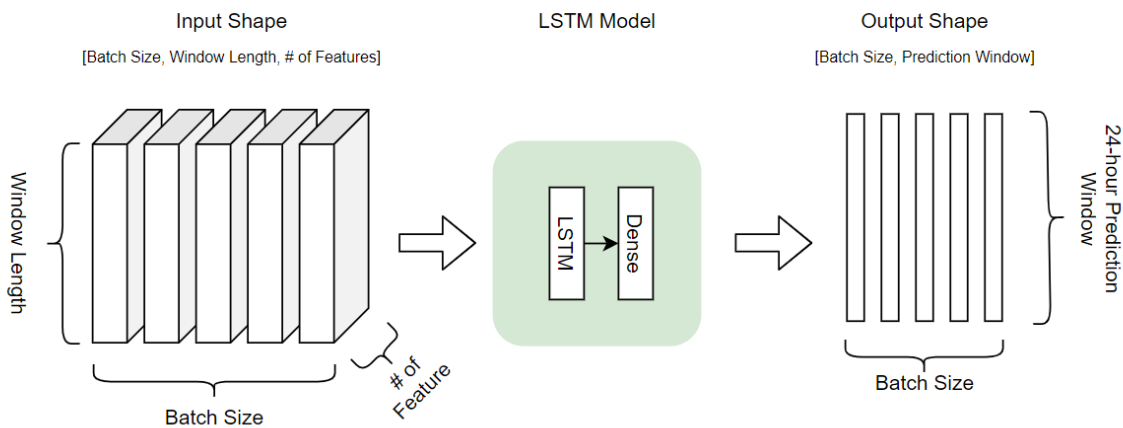 Input Shape
[Batch Size, Window Length, # of Features]
LSTM Model
Output Shape
[Batch Size, Prediction Window]
Window Length
Batch Size
# of
Feature
LSTM
Dense
24-hour Prediction
Window
Batch Size